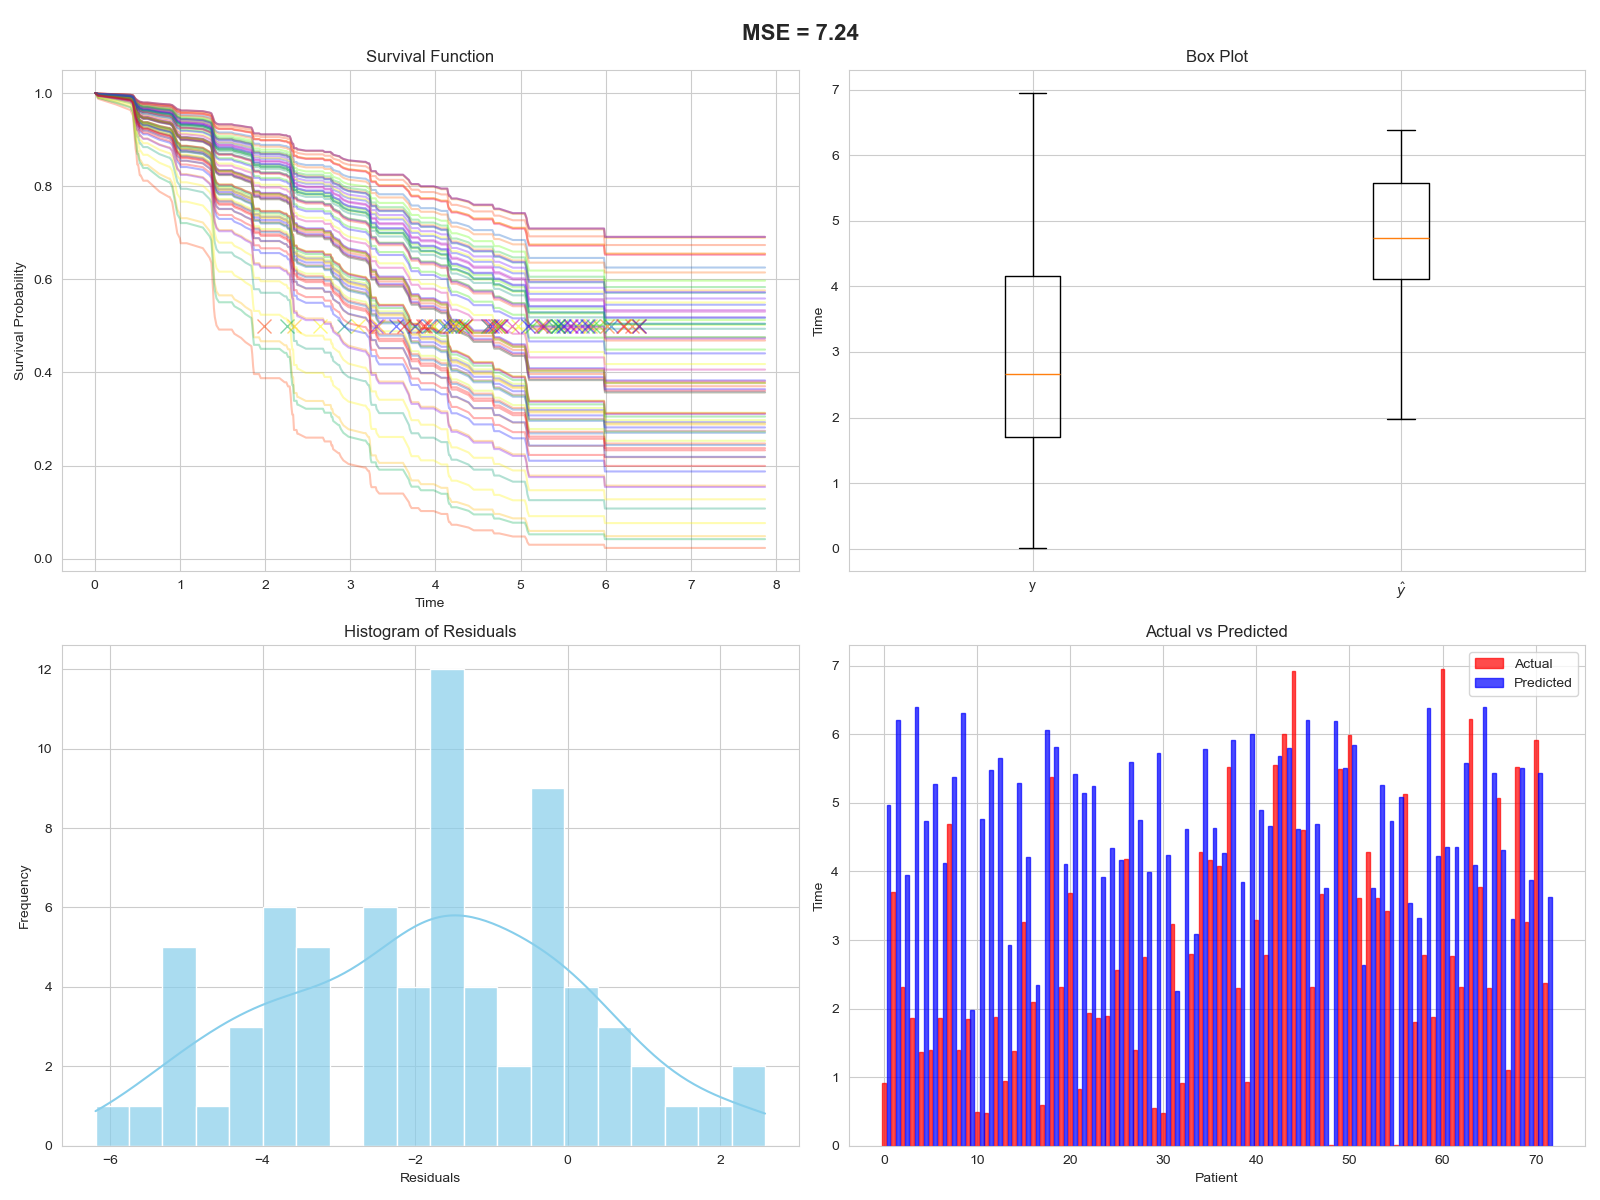 MSE = 7.24
Survival Function
Survival Probability
1.0
0.8
0.6
0.4
0.2
0.0
0 1 2 3 4 5 6 7 8
Time
Box Plot
Time
7
6
5
4
3
2
1
0
y ŷ
Histogram of Residuals
Frequency
12
10
8
6
4
2
0
−6 −4 −2 0 2
Residuals
Actual vs Predicted
Time
7
6
5
4
3
2
1
0
Actual
Predicted
0 10 20 30 40 50 60 70
Patient